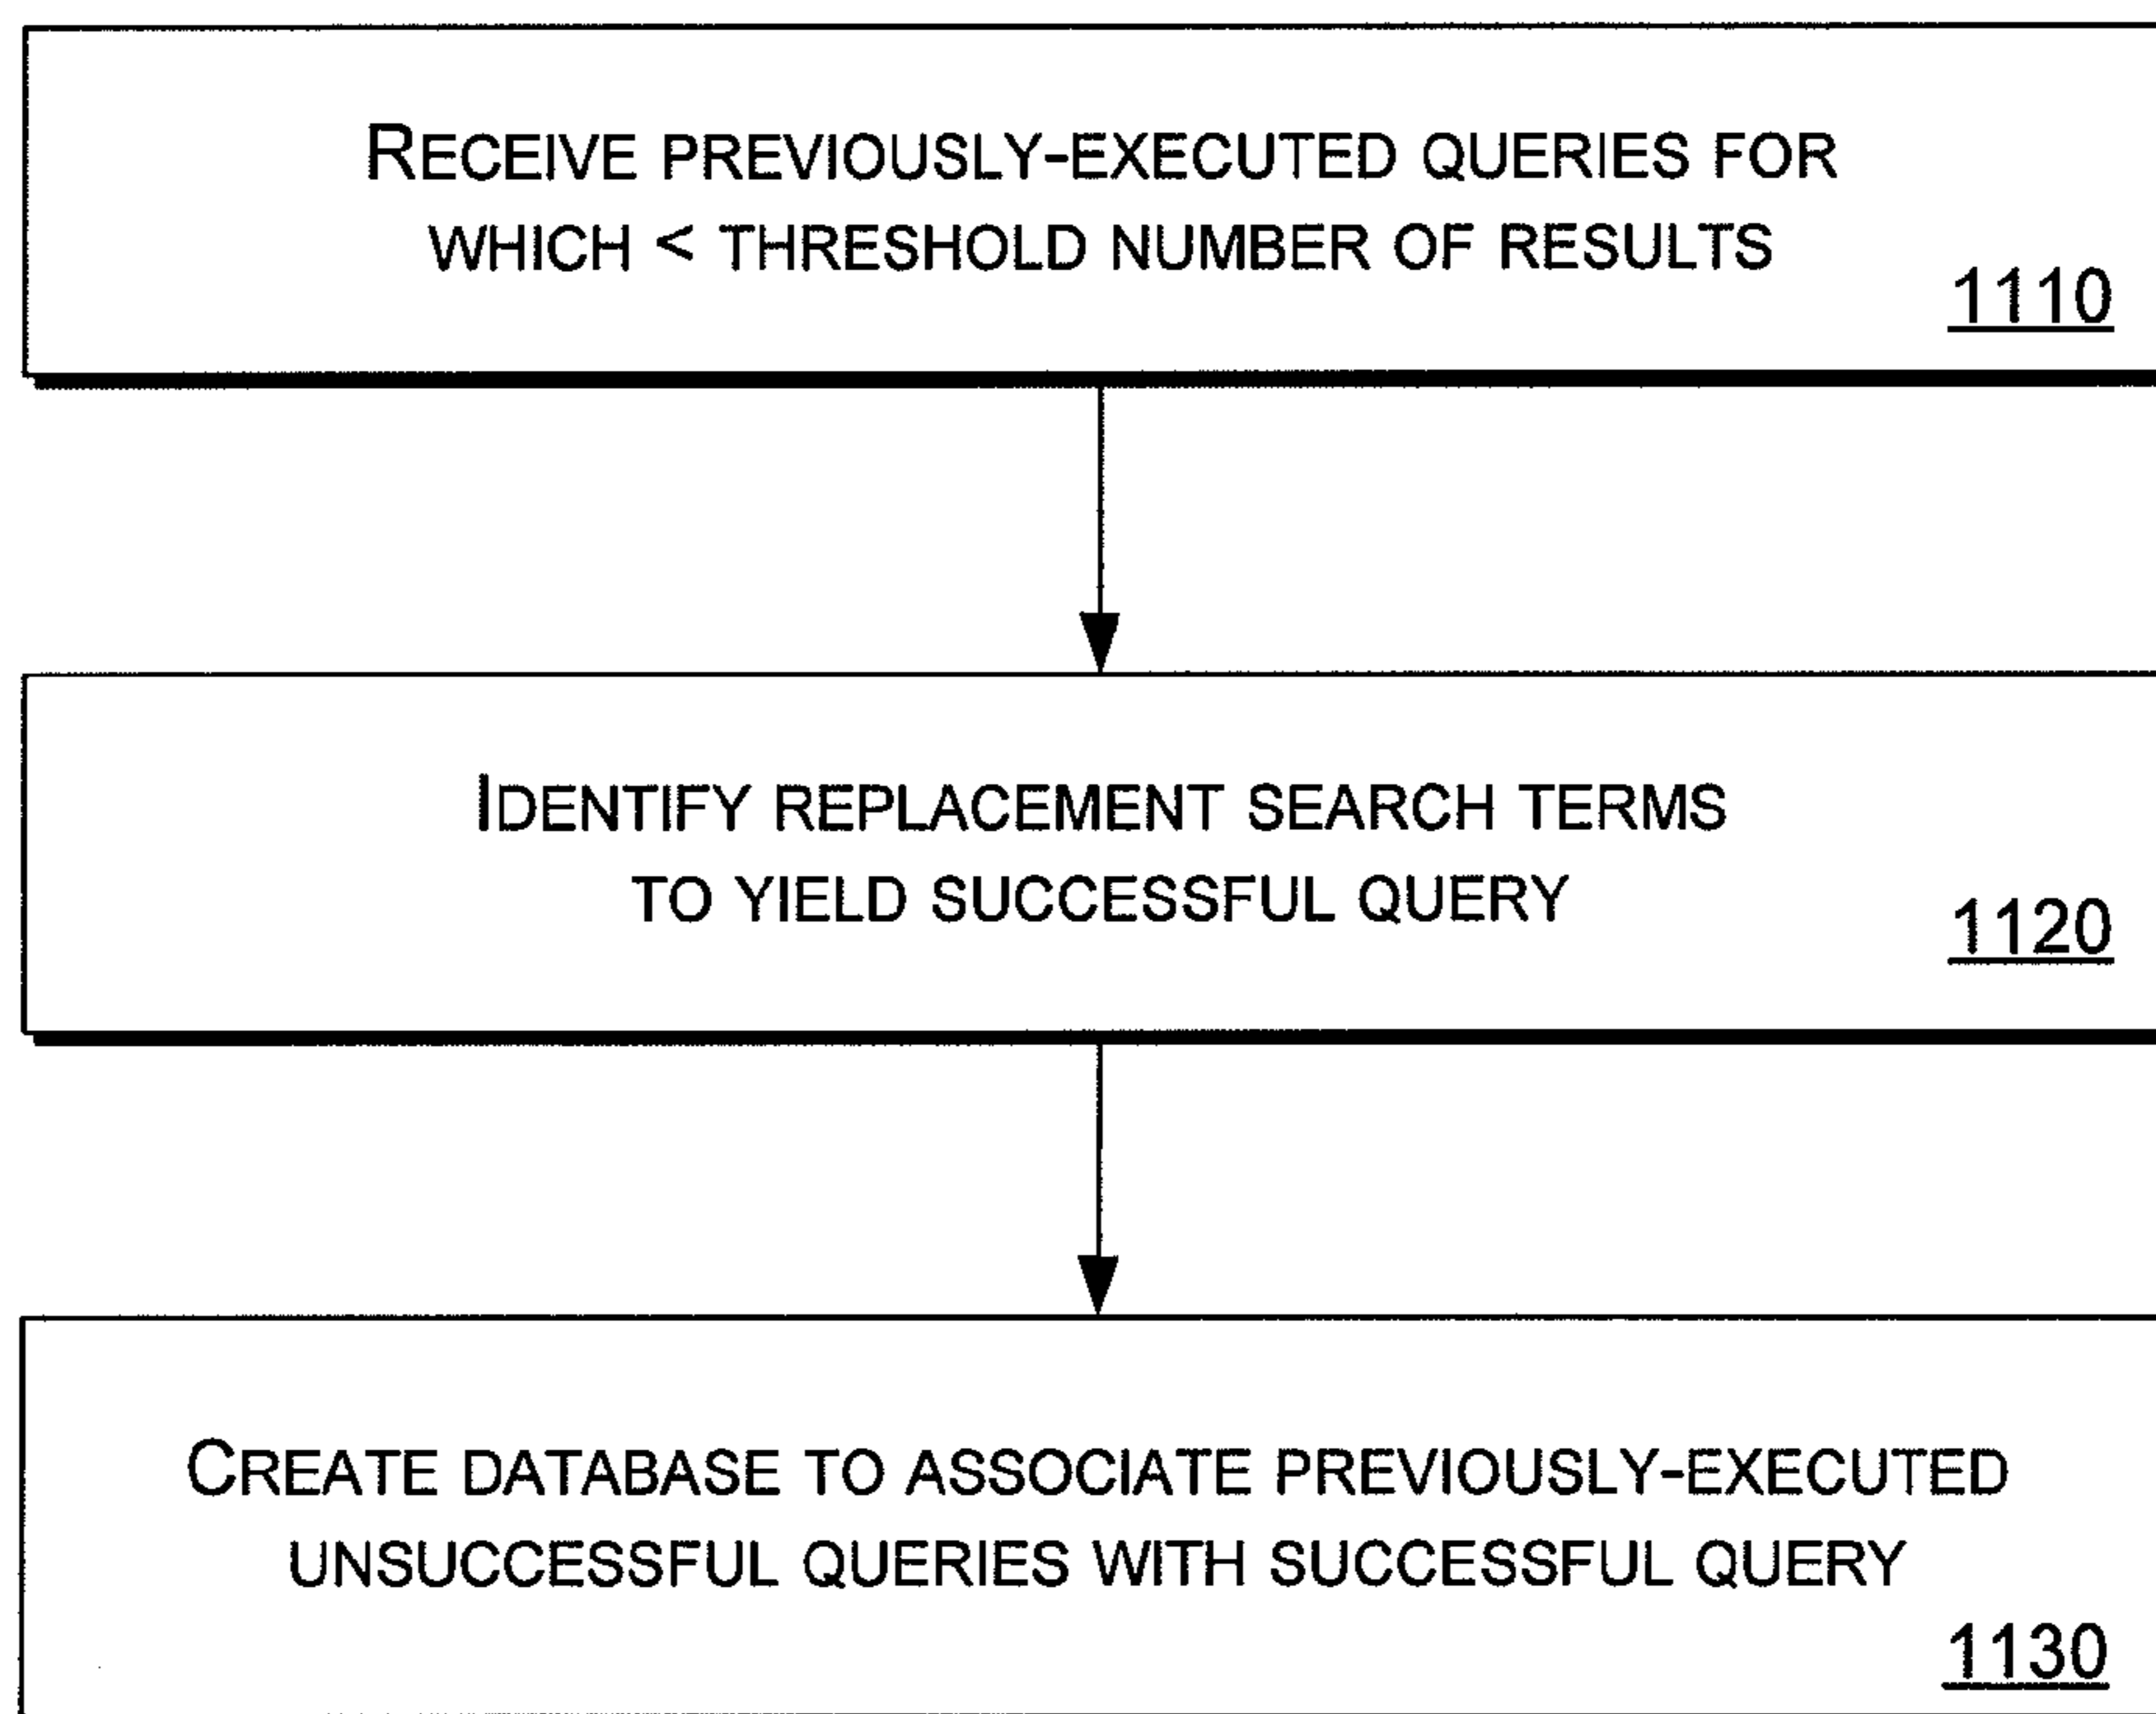 RECEIVE PREVIOUSLY-EXECUTED QUERIES FOR
WHICH < THRESHOLD NUMBER OF RESULTS
1110
IDENTIFY REPLACEMENT SEARCH TERMS
TO YIELD SUCCESSFUL QUERY
1120
CREATE DATABASE TO ASSOCIATE PREVIOUSLY-EXECUTED
UNSUCCESSFUL QUERIES WITH SUCCESSFUL QUERY
1130